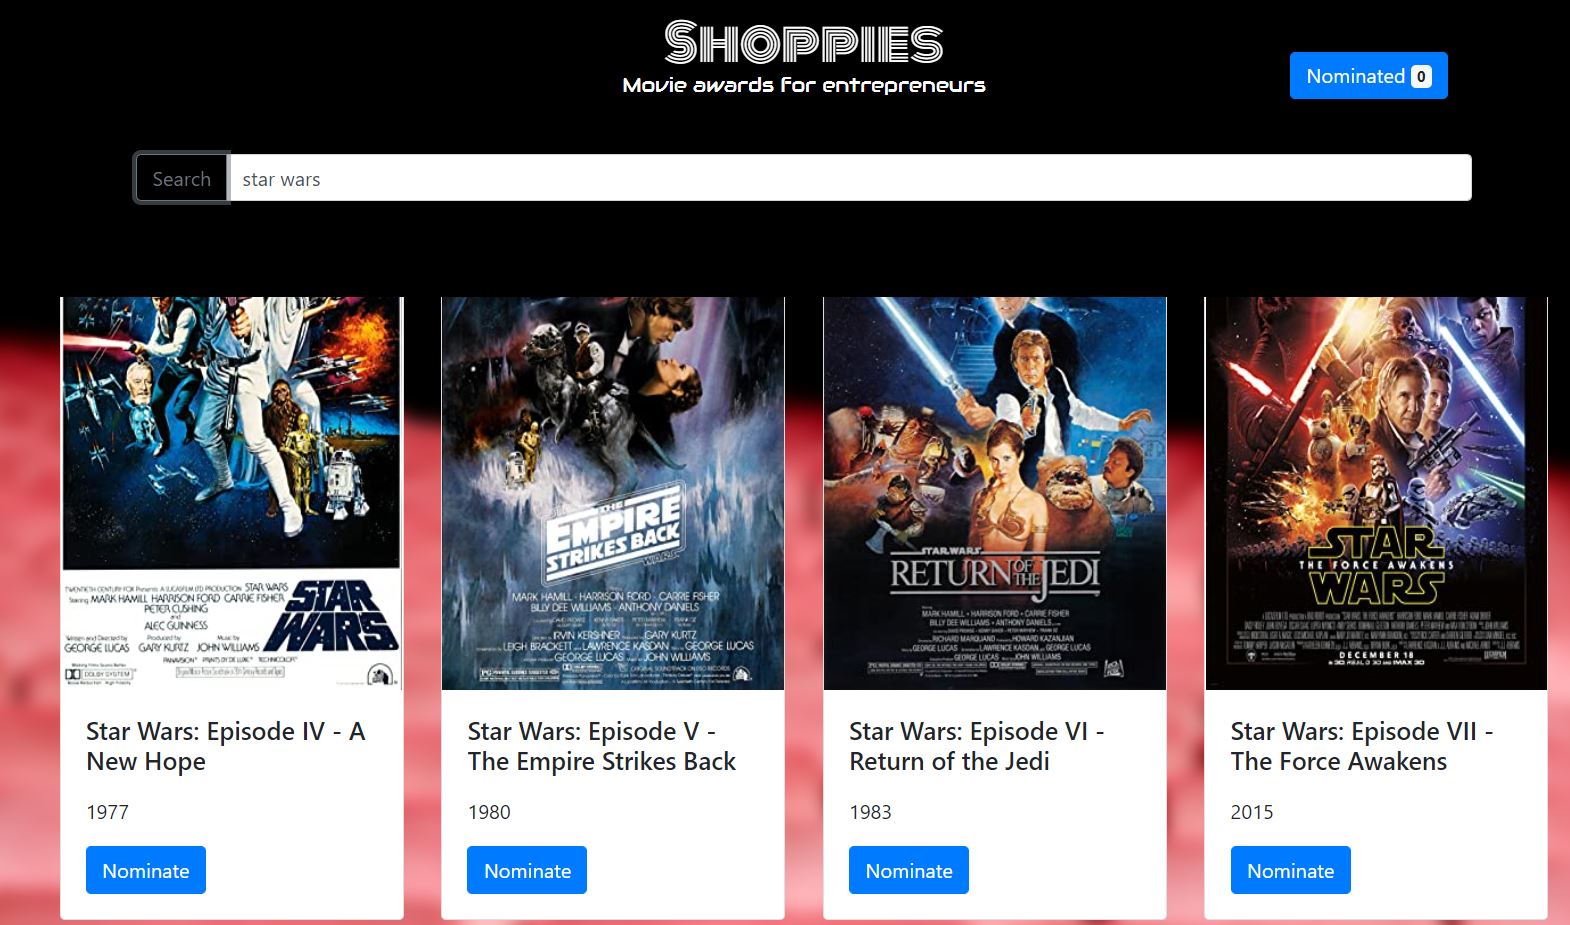 SHOPPIES
Movie awards for entrepreneurs
Nominated 0
Search star wars
TWENTIETH CENTURY-FOX Presents A LUCASFILM LTD PRODUCTION STAR WARS
Starring MARK HAMILL HARRISON FORD CARRIE FISHER
PETER CUSHING
and
ALEC GUINNESS
Written and Directed by
GEORGE LUCAS
Produced by
GARY KURTZ
Music by
JOHN WILLIAMS
PANAVISION PRINTS BY DE LUXE TECHNICOLOR
DOLBY SYSTEM
STAR
WARS
THE
EMPIRE
STRIKES BACK
MARK HAMILL · HARRISON FORD · CARRIE FISHER
BILLY DEE WILLIAMS · ANTHONY DANIELS
IRVIN KERSHNER GARY KURTZ
LEIGH BRACKETT LAWRENCE KASDAN GEORGE LUCAS
GEORGE LUCAS JOHN WILLIAMS
STAR WARS
RETURN OF THE JEDI
MARK HAMILL · HARRISON FORD · CARRIE FISHER
BILLY DEE WILLIAMS · ANTHONY DANIELS
RICHARD MARQUAND HOWARD KAZANJIAN
GEORGE LUCAS LAWRENCE KASDAN GEORGE LUCAS
GEORGE LUCAS JOHN WILLIAMS
STAR
THE FORCE AWAKENS
WARS
DECEMBER 18
Star Wars: Episode IV - A
New Hope
1977
Nominate
Star Wars: Episode V -
The Empire Strikes Back
1980
Nominate
Star Wars: Episode VI -
Return of the Jedi
1983
Nominate
Star Wars: Episode VII -
The Force Awakens
2015
Nominate